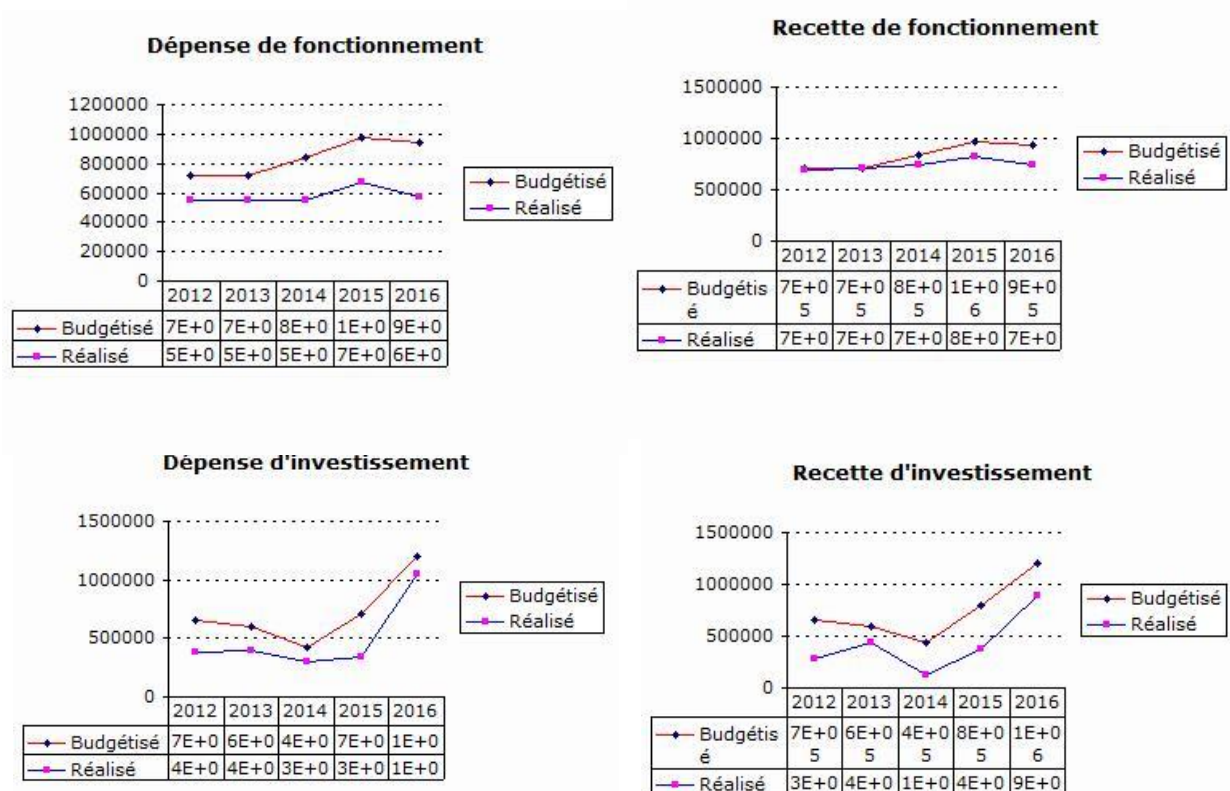 Dépense de fonctionnement
1200000
1000000
800000
600000
400000
200000
0
Budgétisé
Réalisé
2012 2013 2014 2015 2016
Budgétisé 7E+0 7E+0 8E+0 1E+0 9E+0
Réalisé 5E+0 5E+0 5E+0 7E+0 6E+0
Recette de fonctionnement
1500000
1000000
500000
0
Budgétisé
Réalisé
2012 2013 2014 2015 2016
Budgétis 7E+0 7E+0 8E+0 1E+0 9E+0
é 5 5 5 6 5
Réalisé 7E+0 7E+0 7E+0 8E+0 7E+0
Dépense d'investissement
1500000
1000000
500000
0
Budgétisé
Réalisé
2012 2013 2014 2015 2016
Budgétisé 7E+0 6E+0 4E+0 7E+0 1E+0
Réalisé 4E+0 4E+0 3E+0 3E+0 1E+0
Recette d'investissement
1500000
1000000
500000
0
Budgétisé
Réalisé
2012 2013 2014 2015 2016
Budgétis 7E+0 6E+0 4E+0 8E+0 1E+0
é 5 5 5 5 6
Réalisé 3E+0 4E+0 1E+0 4E+0 9E+0